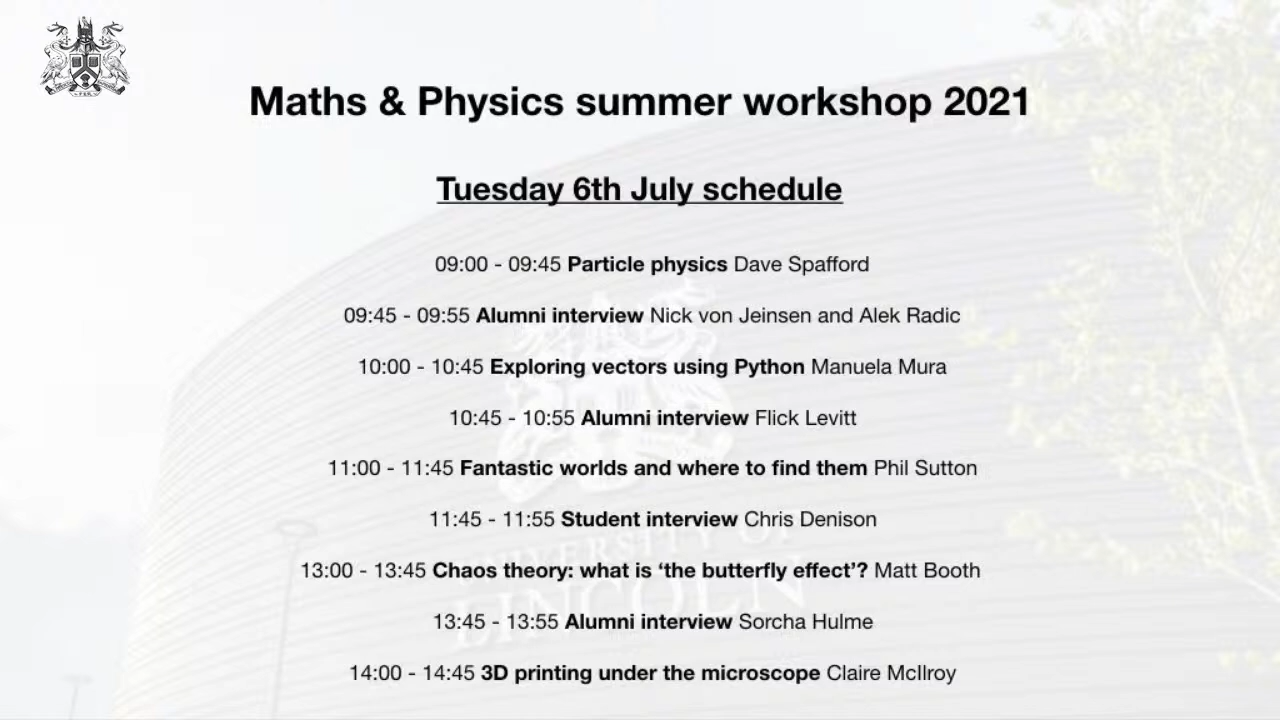 Maths & Physics summer workshop 2021
Tuesday 6th July schedule
09:00 - 09:45 Particle physics Dave Spafford
09:45 - 09:55 Alumni interview Nick von Jeinsen and Alek Radic
10:00 - 10:45 Exploring vectors using Python Manuela Mura
10:45 - 10:55 Alumni interview Flick Levitt
11:00 - 11:45 Fantastic worlds and where to find them Phil Sutton
11:45 - 11:55 Student interview Chris Denison
UNIVERSITY OF
13:00 - 13:45 Chaos theory: what is ‘the butterfly effect’? Matt Booth
LINCOLN
13:45 - 13:55 Alumni interview Sorcha Hulme
14:00 - 14:45 3D printing under the microscope Claire McIlroy